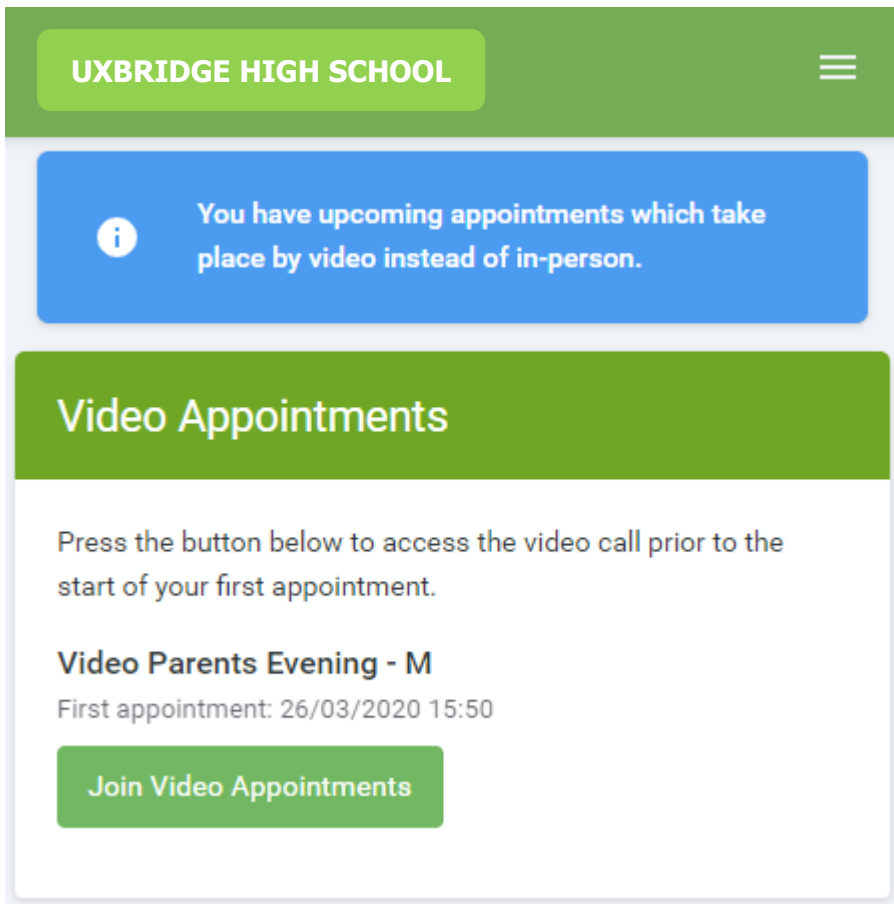 UXBRIDGE HIGH SCHOOL
You have upcoming appointments which take
place by video instead of in-person.
Video Appointments
Press the button below to access the video call prior to the
start of your first appointment.
Video Parents Evening - M
First appointment: 26/03/2020 15:50
Join Video Appointments